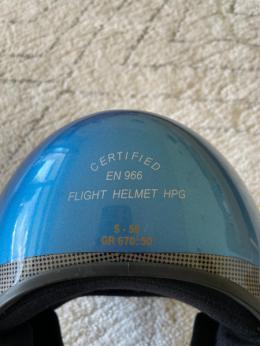 CERTIFIED
EN 966
FLIGHT HELMET HPG
S - 56
GR 670:50